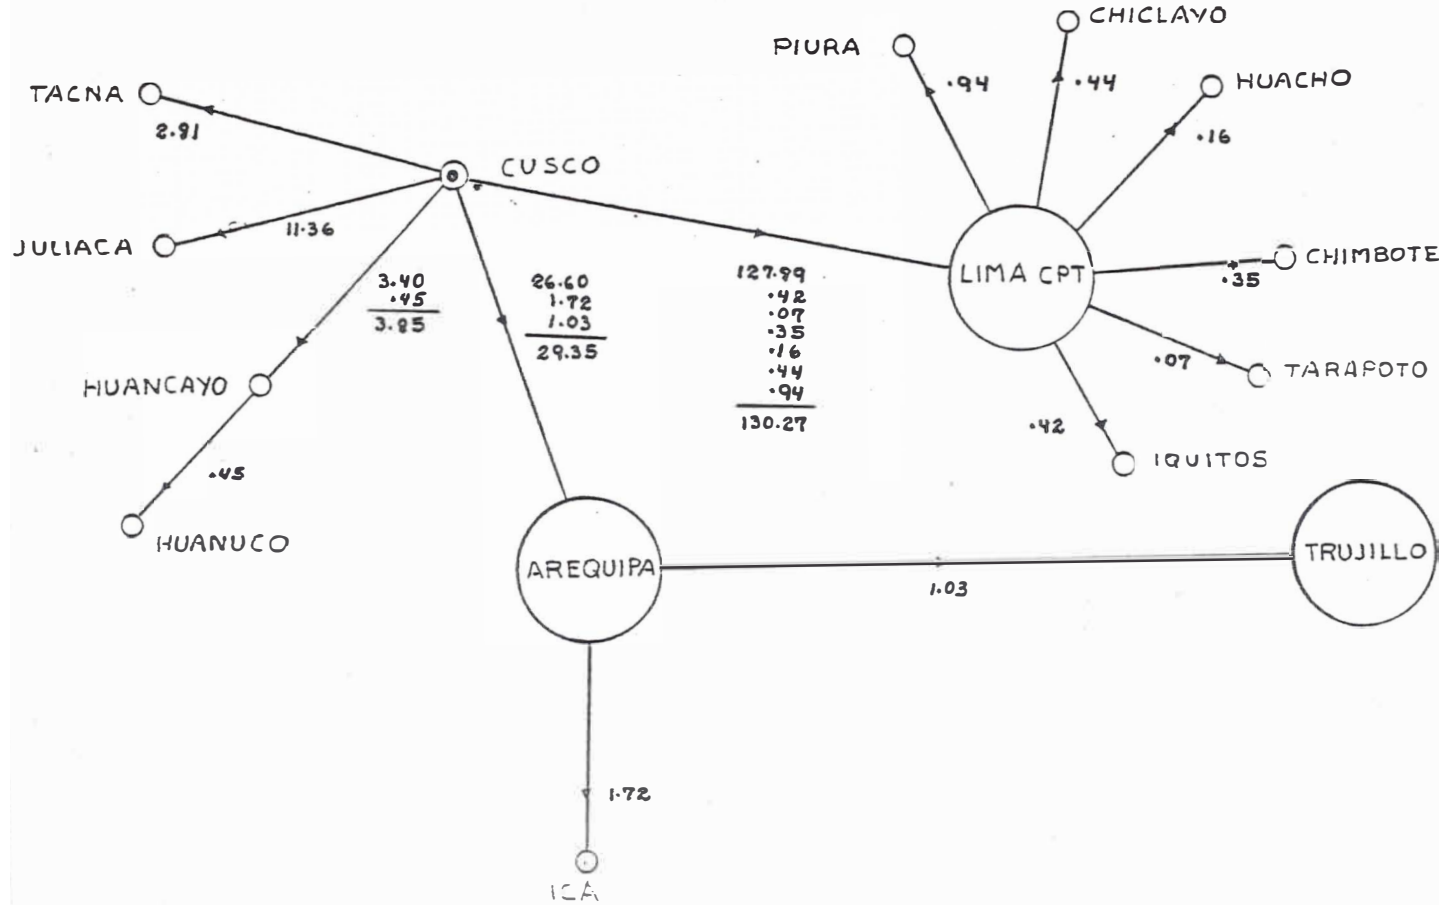 CHICLAYO
PIURA
.94
.44
HUACHO
TACNA
2.81
.16
CUSCO
JULIACA
11.36
LIMA CPT
CHIMBOTE
.35
3.40
.45
3.85
26.60
1.72
1.03
29.35
127.89
.42
.07
.35
.16
.44
.94
130.27
.07
TARAPOTO
HUANCAYO
.42
IQUITOS
.45
HUANUCO
AREQUIPA
TRUJILLO
1.03
1.72
ICA